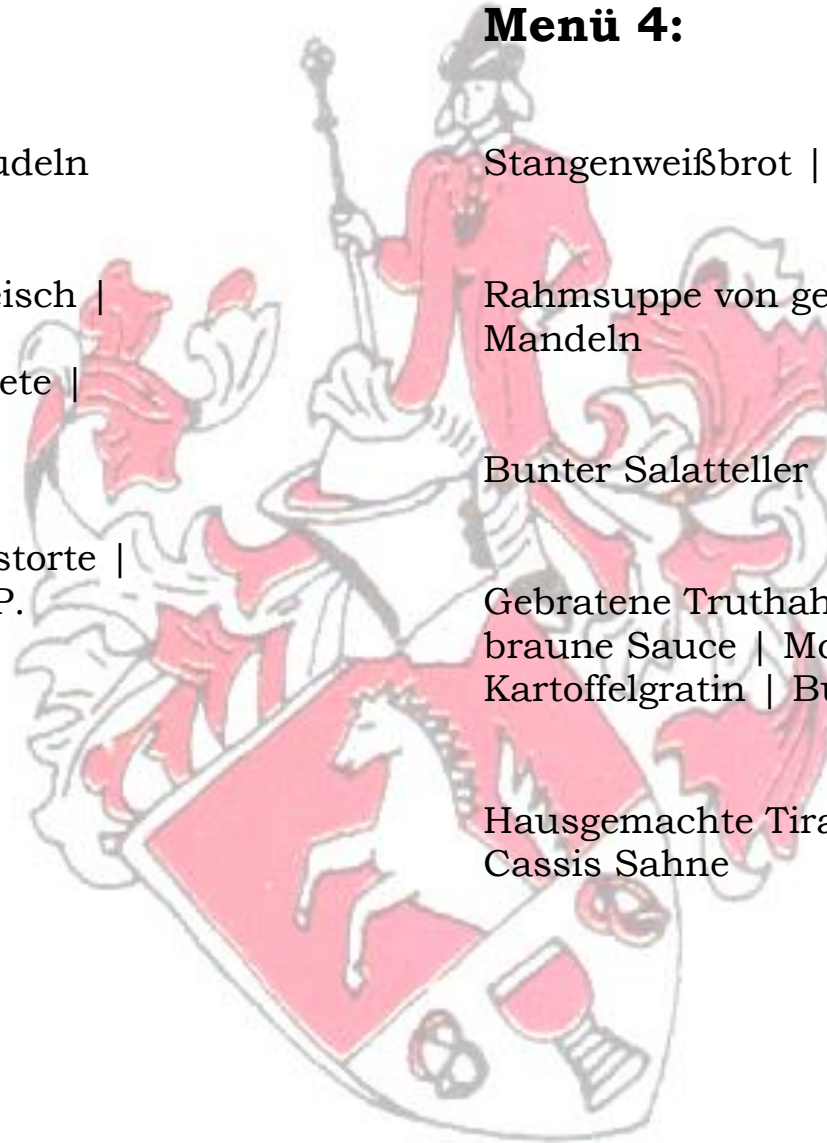 udeln
eisch |
ete |
storte |
P.
Menü 4:
Stangenweißbrot |
Rahmsuppe von ge
Mandeln
Bunter Salatteller
Gebratene Truthah
braune Sauce | Mo
Kartoffelgratin | Bu
Hausgemachte Tira
Cassis Sahne